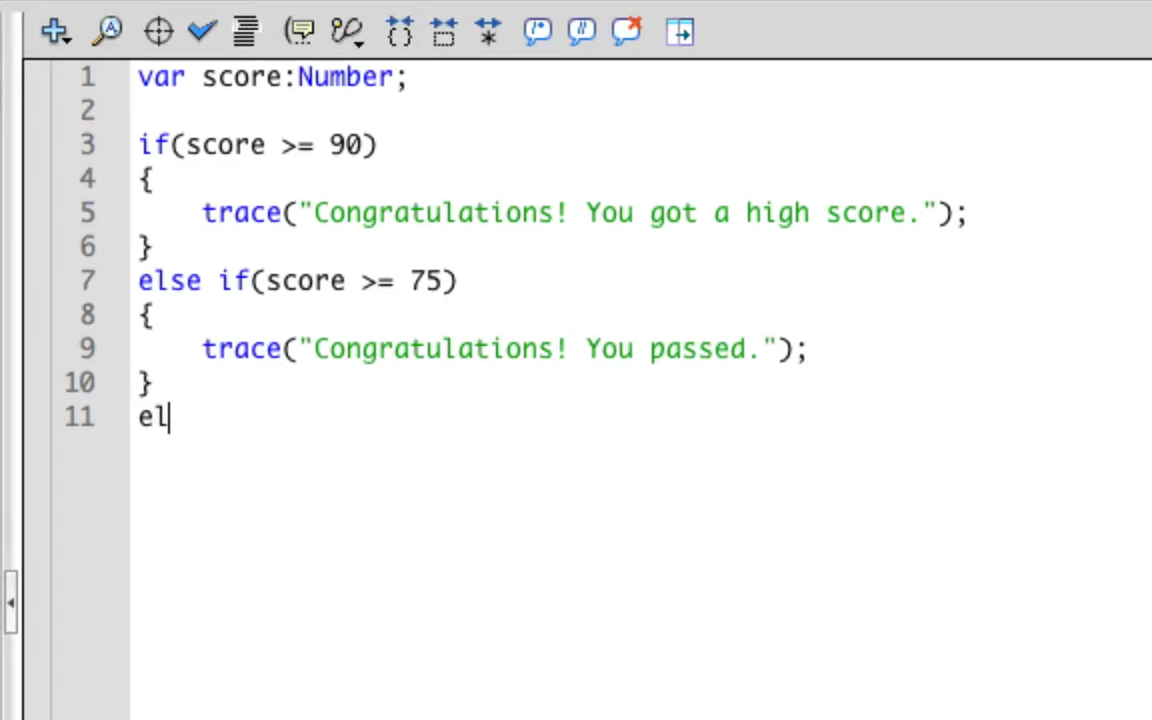 1 var score:Number;
2
3 if(score >= 90)
4 {
5 trace("Congratulations! You got a high score.");
6 }
7 else if(score >= 75)
8 {
9 trace("Congratulations! You passed.");
10 }
11 el